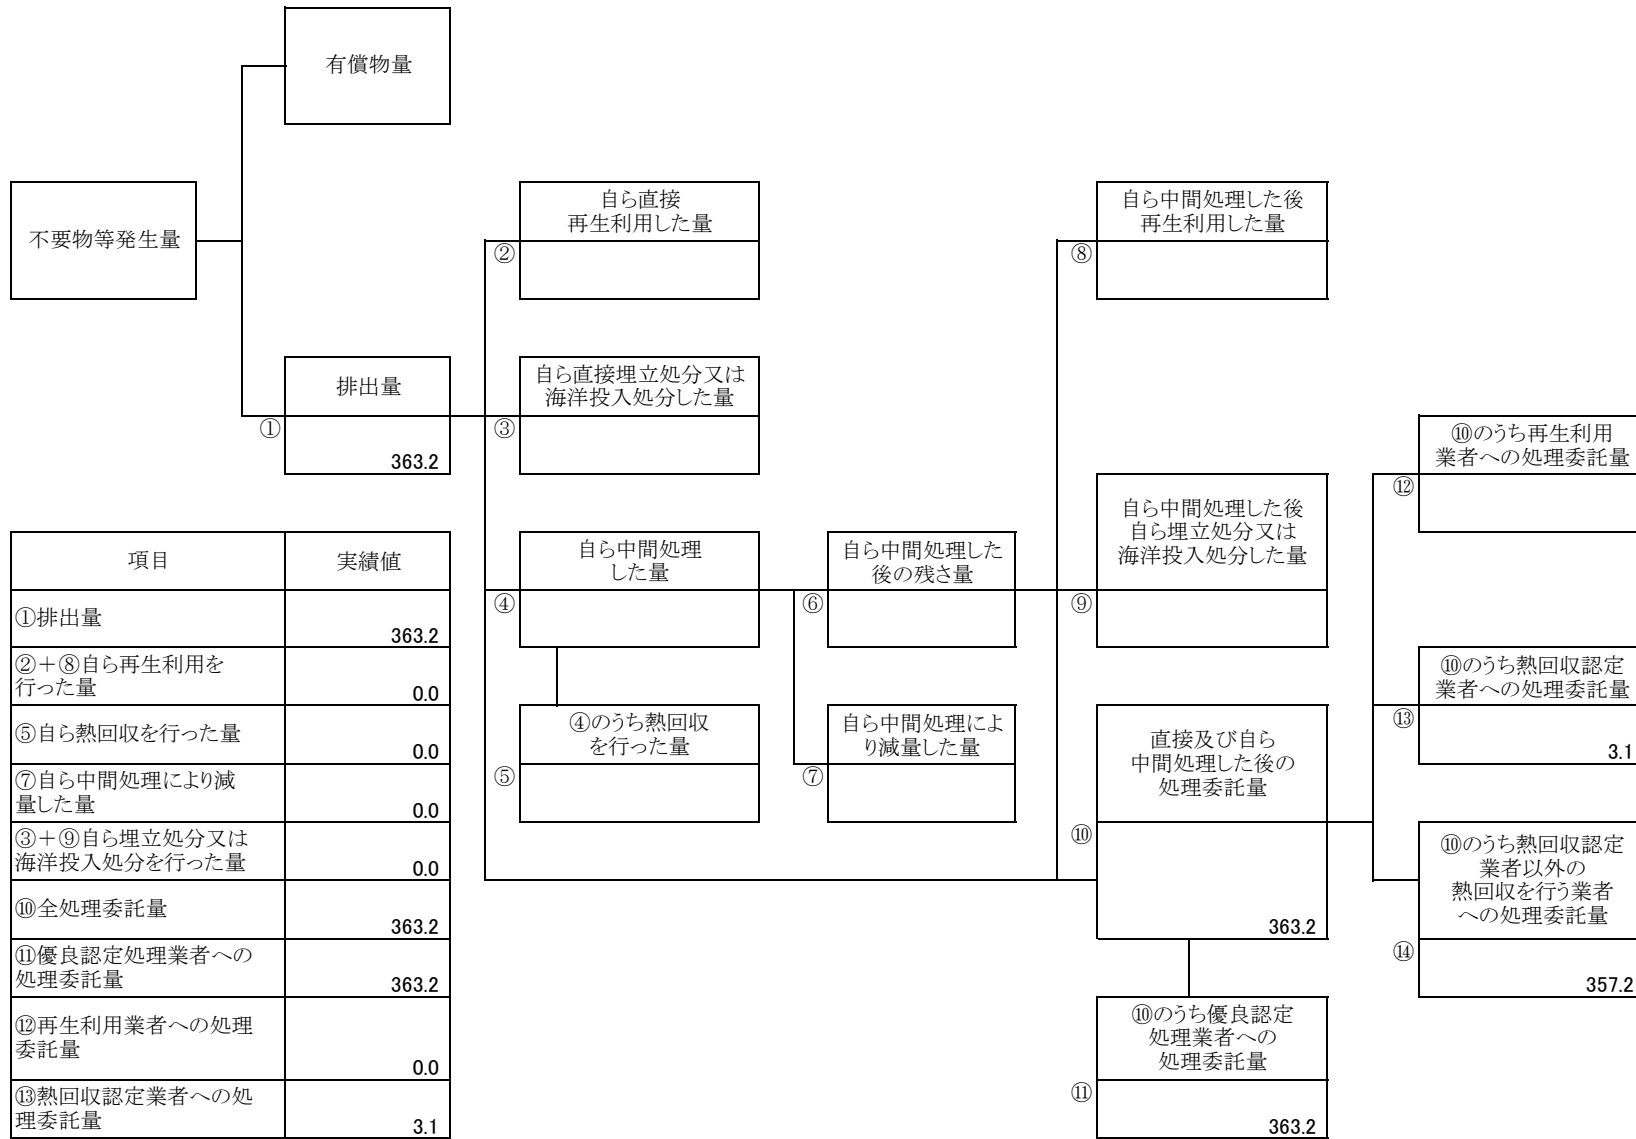 有償物量
不要物等発生量
自ら直接
再生利用した量
②
自ら中間処理した後
再生利用した量
⑧
排出量
①
363.2
自ら直接埋立処分又は
海洋投入処分した量
③
⑩のうち再生利用
業者への処理委託量
⑫
自ら中間処理した後
自ら埋立処分又は
海洋投入処分した量
⑨
自ら中間処理
した量
④
自ら中間処理した
後の残さ量
⑥
④のうち熱回収
を行った量
⑤
自ら中間処理によ
り減量した量
⑦
直接及び自ら
中間処理した後の
処理委託量
⑩
363.2
⑩のうち熱回収認定
業者への処理委託量
⑬
3.1
⑩のうち熱回収認定
業者以外の
熱回収を行う業者
への処理委託量
⑭
357.2
⑩のうち優良認定
処理業者への
処理委託量
⑪
363.2
項目 実績値
①排出量
363.2
②＋⑧自ら再生利用を
行った量
0.0
⑤自ら熱回収を行った量
0.0
⑦自ら中間処理により減
量した量
0.0
③＋⑨自ら埋立処分又は
海洋投入処分を行った量
0.0
⑩全処理委託量
363.2
⑪優良認定処理業者への
処理委託量
363.2
⑫再生利用業者への処理
委託量
0.0
⑬熱回収認定業者への処
理委託量
3.1